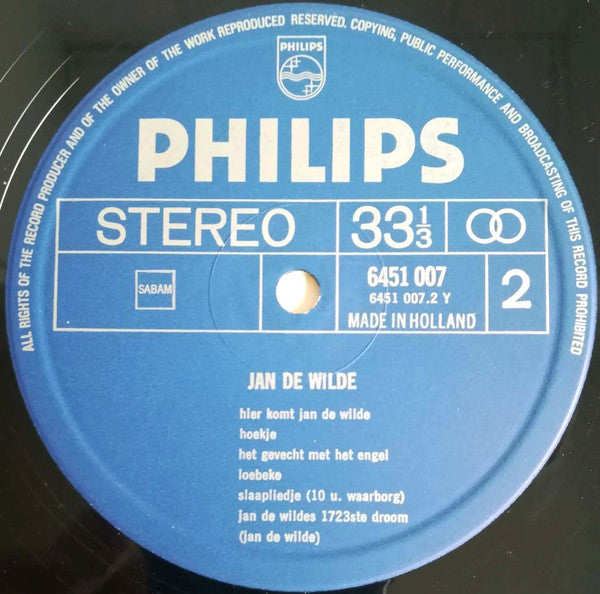 ALL RIGHTS OF THE RECORD PRODUCER AND OF THE OWNER OF THE WORK REPRODUCED RESERVED. COPYING, PUBLIC PERFORMANCE AND BROADCASTING OF THIS RECORD PROHIBITED
PHILIPS
PHILIPS
STEREO 33⅓
SABAM
6451 007
6451 007.2 Y
MADE IN HOLLAND
2
JAN DE WILDE
hier komt jan de wilde
hoekje
het gevecht met het engel
loebeke
slaapliedje (10 u. waarborg)
jan de wildes 1723ste droom
(jan de wilde)